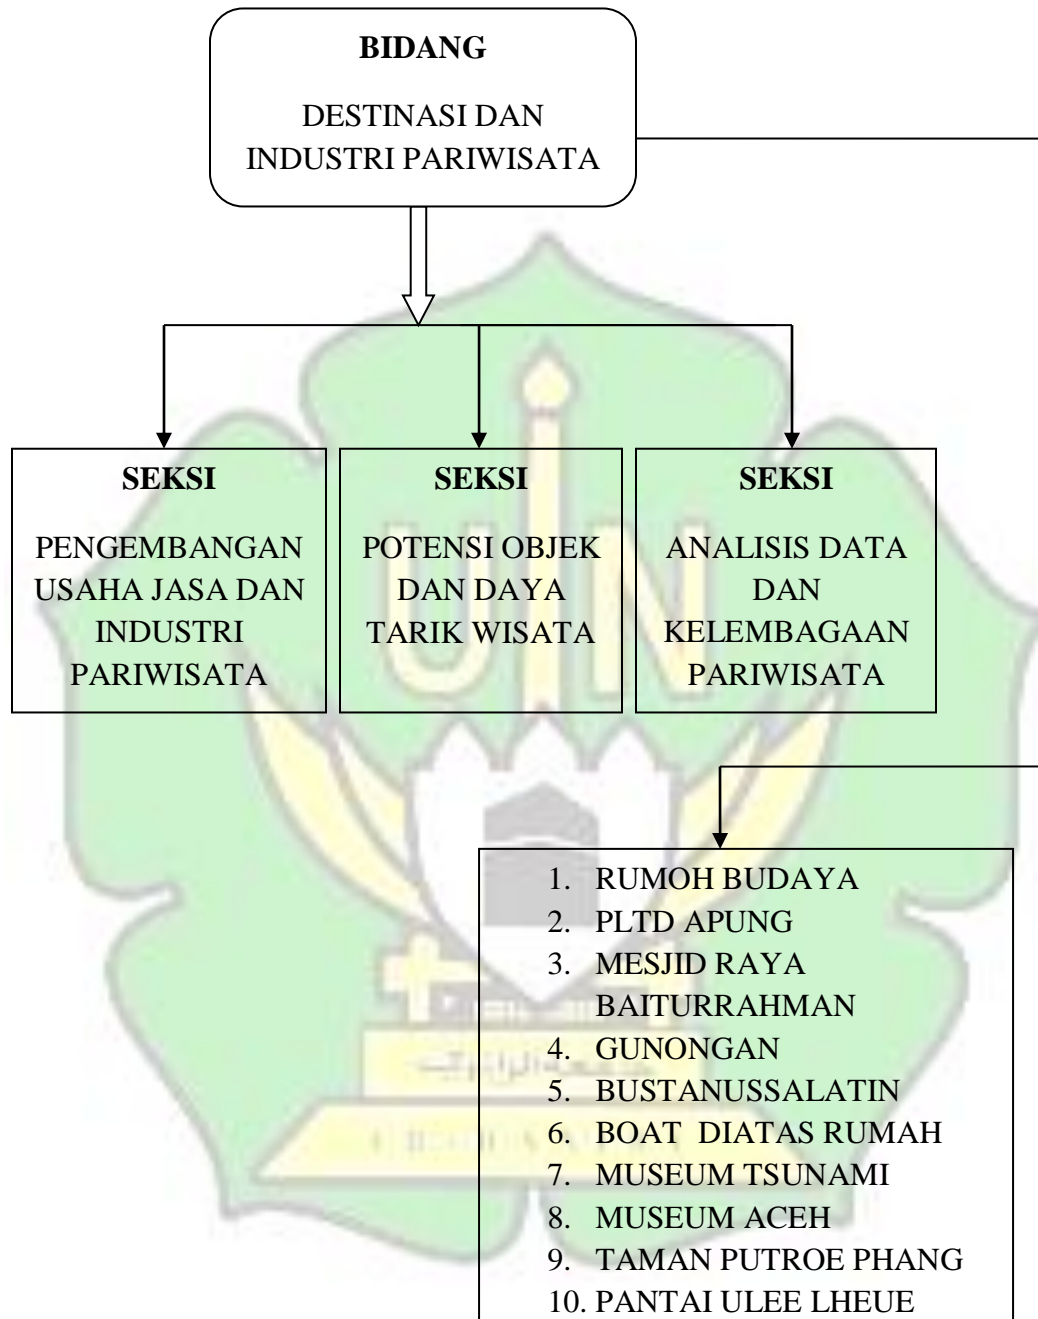 BIDANG
DESTINASI DAN
INDUSTRI PARIWISATA
SEKSI
PENGEMBANGAN
USAHA JASA DAN
INDUSTRI
PARIWISATA
SEKSI
POTENSI OBJEK
DAN DAYA
TARIK WISATA
SEKSI
ANALISIS DATA
DAN
KELEMBAGAAN
PARIWISATA
UIN
1. RUMOH BUDAYA
2. PLTD APUNG
3. MESJID RAYA
BAITURRAHMAN
4. GUNONGAN
5. BUSTANUSSALATIN
6. BOAT DIATAS RUMAH
7. MUSEUM TSUNAMI
8. MUSEUM ACEH
9. TAMAN PUTROE PHANG
10. PANTAI ULEE LHEUE